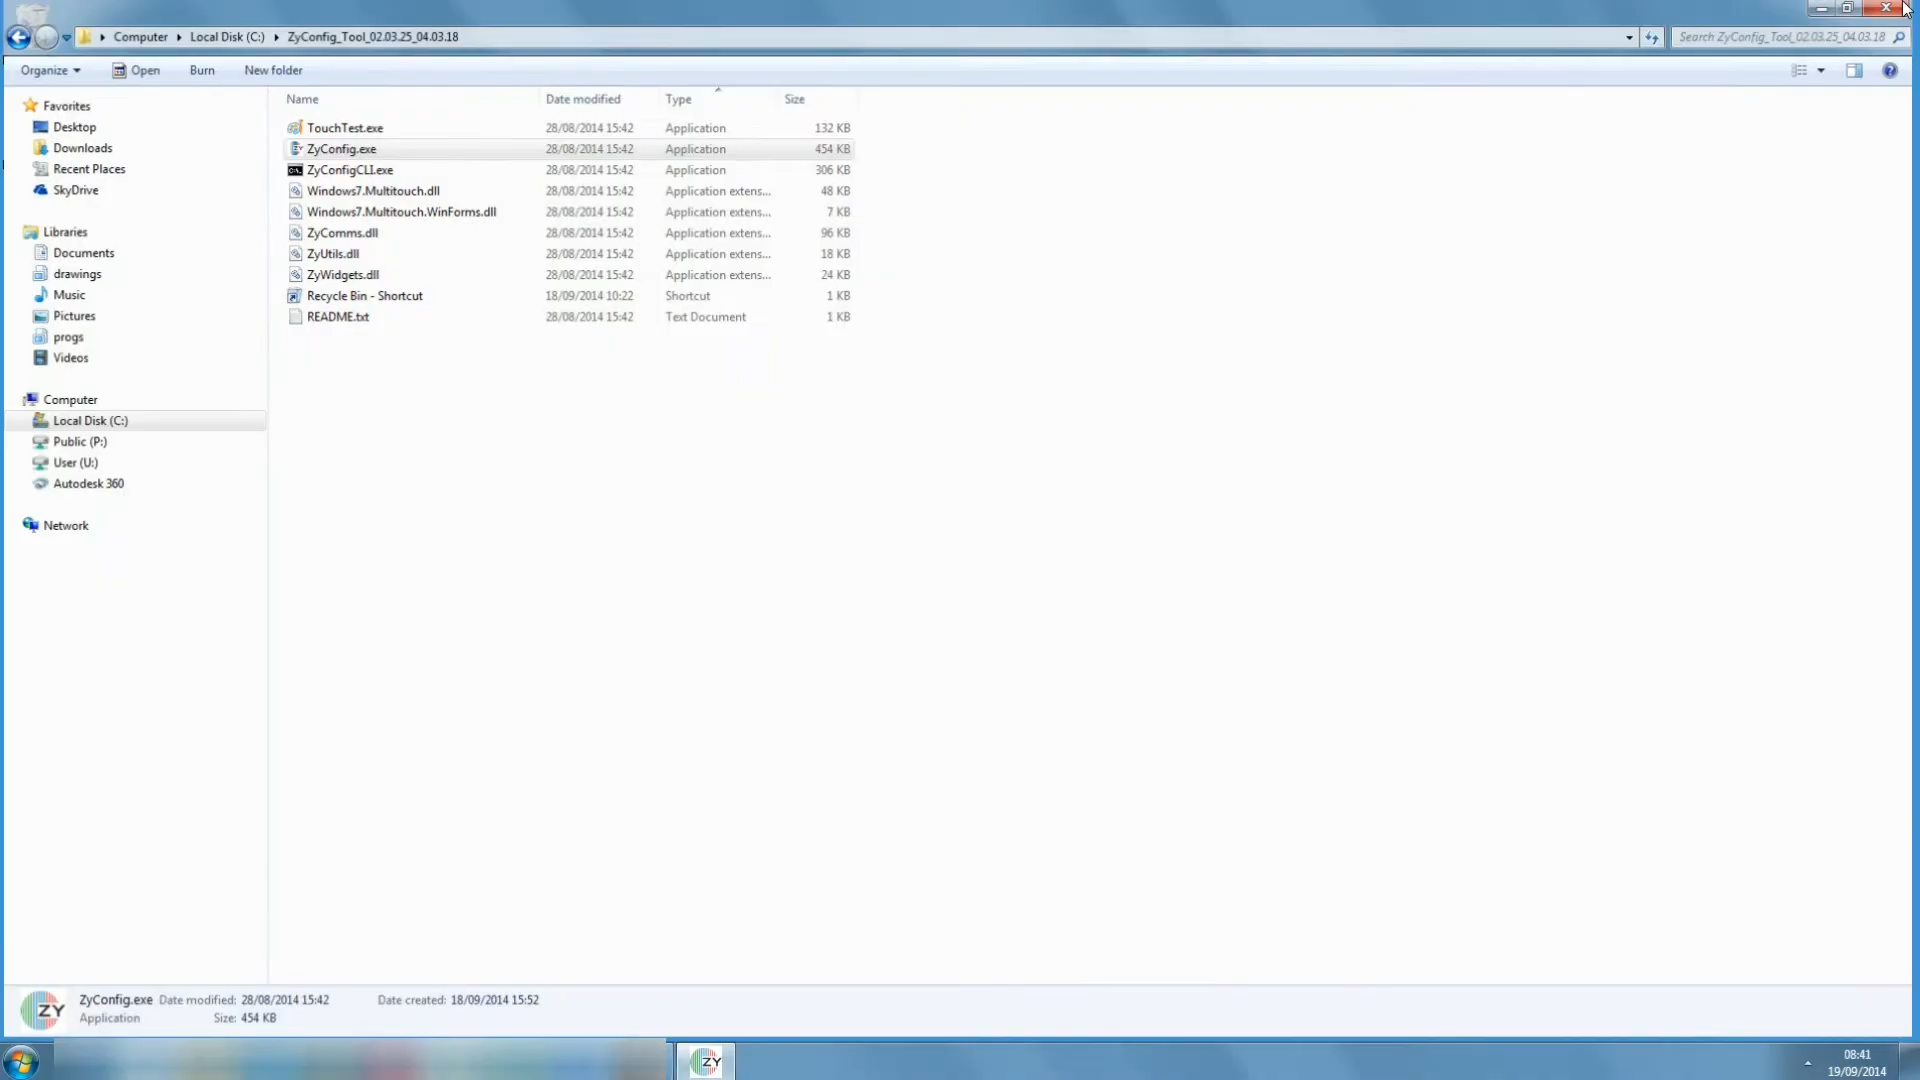 Computer Local Disk (C:) ZyConfig_Tool_02.03.25_04.03.18 Search ZyConfig_Tool_02.03.25_04.03.18
Organize Open Burn New folder
Favorites
Desktop
Downloads
Recent Places
SkyDrive
Libraries
Documents
drawings
Music
Pictures
progs
Videos
Computer
Local Disk (C:)
Public (P:)
User (U:)
Autodesk 360
Network
Name Date modified Type Size
TouchTest.exe 28/08/2014 15:42 Application 132 KB
ZyConfig.exe 28/08/2014 15:42 Application 454 KB
ZyConfigCLI.exe 28/08/2014 15:42 Application 306 KB
Windows7.Multitouch.dll 28/08/2014 15:42 Application extens... 48 KB
Windows7.Multitouch.WinForms.dll 28/08/2014 15:42 Application extens... 7 KB
ZyComms.dll 28/08/2014 15:42 Application extens... 96 KB
ZyUtils.dll 28/08/2014 15:42 Application extens... 18 KB
ZyWidgets.dll 28/08/2014 15:42 Application extens... 24 KB
Recycle Bin - Shortcut 18/09/2014 10:22 Shortcut 1 KB
README.txt 28/08/2014 15:42 Text Document 1 KB
ZY
ZyConfig.exe Date modified: 28/08/2014 15:42 Date created: 18/09/2014 15:52
Application Size: 454 KB
ZY
08:41
19/09/2014